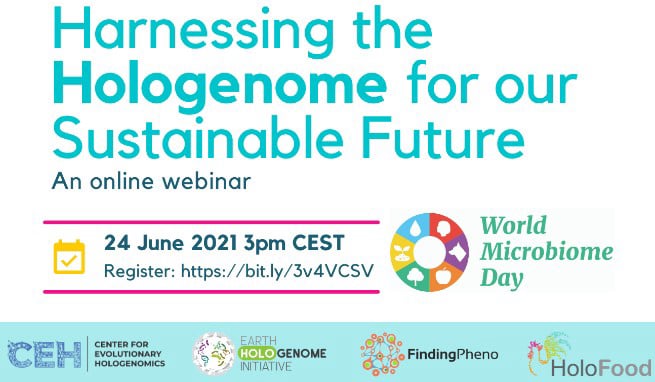 Harnessing the
Hologenome for our
Sustainable Future
An online webinar
24 June 2021 3pm CEST
Register: https://bit.ly/3v4VCSV
World
Microbiome
Day
CEH
CENTER FOR
EVOLUTIONARY
HOLOGENOMICS
EARTH
HOLOGENOME
INITIATIVE
FindingPheno
HoloFood